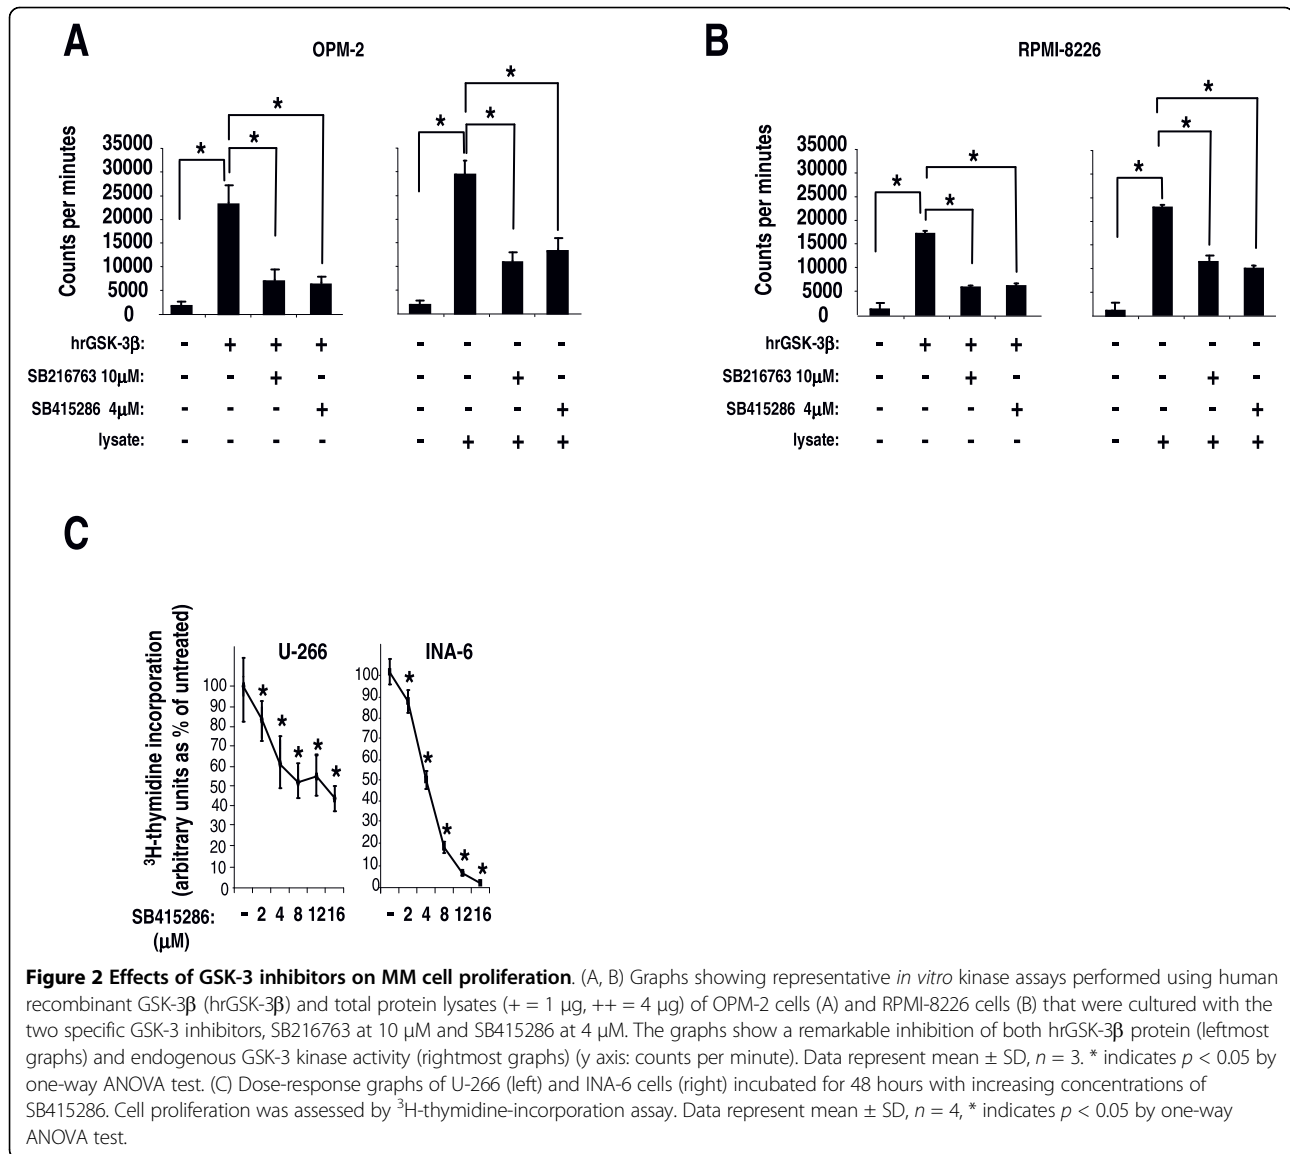 A
OPM-2
B
RPMI-8226
Counts per minutes
35000
30000
25000
20000
15000
10000
5000
0
* * *
* * *
Counts per minutes
35000
30000
25000
20000
15000
10000
5000
0
* * *
* * *
hrGSK-3β: - + + + - - - -
SB216763 10μM: - - + - - - + -
SB415286 4μM: - - - + - - - +
lysate: - - - - - + + +
hrGSK-3β: - + + + - - - -
SB216763 10μM: - - + - - - + -
SB415286 4μM: - - - + - - - +
lysate: - - - - - + + +
C
³H-thymidine incorporation
(arbitrary units as % of untreated)
U-266
100
90
80
70
60
50
40
30
20
10
0
* * * * *
INA-6
100
90
80
70
60
50
40
30
20
10
0
* * * * *
SB415286: - 2 4 8 12 16 - 2 4 8 12 16
(μM)
Figure 2 Effects of GSK-3 inhibitors on MM cell proliferation. (A, B) Graphs showing representative in vitro kinase assays performed using human
recombinant GSK-3β (hrGSK-3β) and total protein lysates (+ = 1 μg, ++ = 4 μg) of OPM-2 cells (A) and RPMI-8226 cells (B) that were cultured with the
two specific GSK-3 inhibitors, SB216763 at 10 μM and SB415286 at 4 μM. The graphs show a remarkable inhibition of both hrGSK-3β protein (leftmost
graphs) and endogenous GSK-3 kinase activity (rightmost graphs) (y axis: counts per minute). Data represent mean ± SD, n = 3. * indicates p < 0.05 by
one-way ANOVA test. (C) Dose-response graphs of U-266 (left) and INA-6 cells (right) incubated for 48 hours with increasing concentrations of
SB415286. Cell proliferation was assessed by ³H-thymidine-incorporation assay. Data represent mean ± SD, n = 4, * indicates p < 0.05 by one-way
ANOVA test.